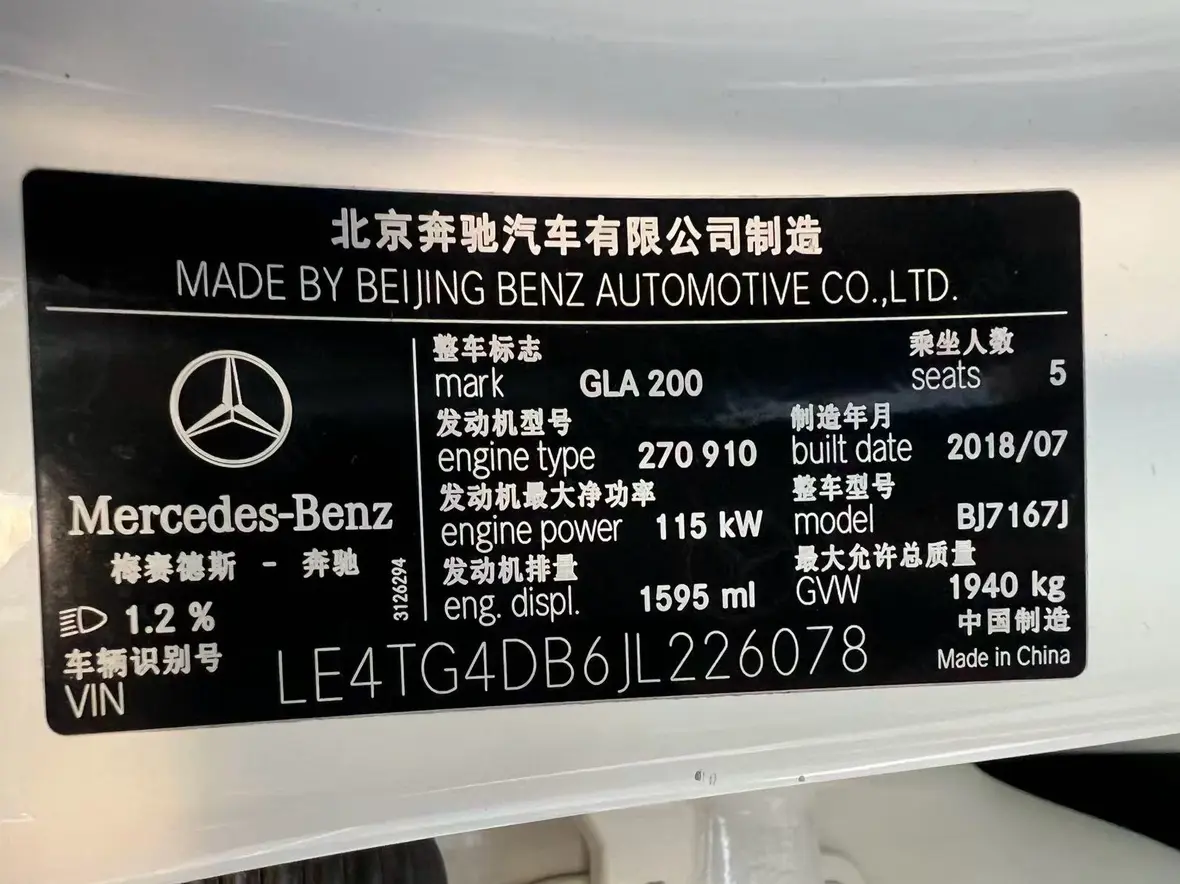 北京奔驰汽车有限公司制造
MADE BY BEIJING BENZ AUTOMOTIVE CO.,LTD.
Mercedes-Benz
梅赛德斯 - 奔驰
3126294
1.2 %
整车标志
mark GLA 200
乘坐人数
seats 5
发动机型号
engine type 270 910
制造年月
built date 2018/07
发动机最大净功率
engine power 115 kW
整车型号
model BJ7167J
发动机排量
eng. displ. 1595 ml
最大允许总质量
GVW 1940 kg
中国制造
Made in China
车辆识别号
VIN LE4TG4DB6JL226078